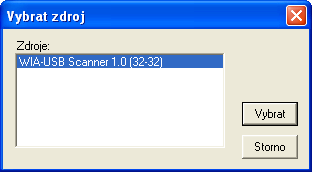 Vybrat zdroj
Zdroje:
WIA-USB Scanner 1.0 (32-32)
Vybrat
Storno